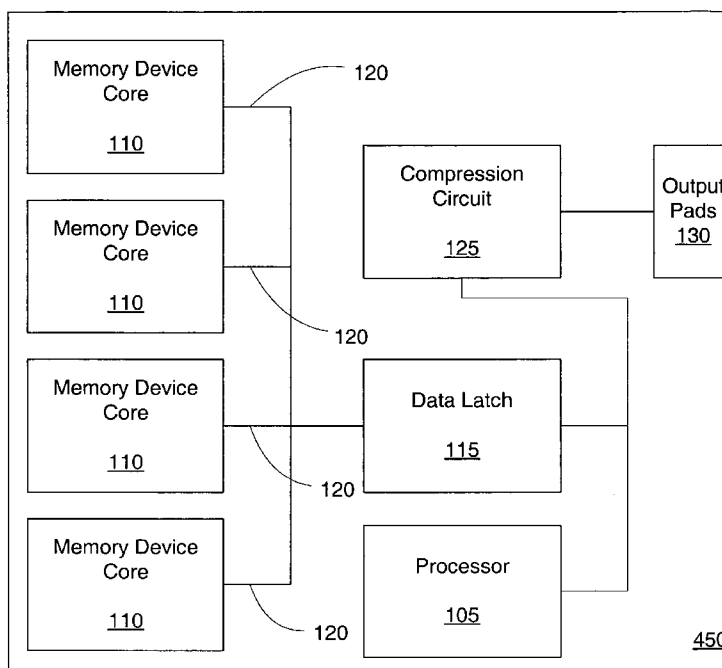 Memory Device
Core
110
120
Memory Device
Core
110
120
Compression
Circuit
125
Output
Pads
130
Memory Device
Core
110
120
Data Latch
115
Memory Device
Core
110
120
Processor
105
450